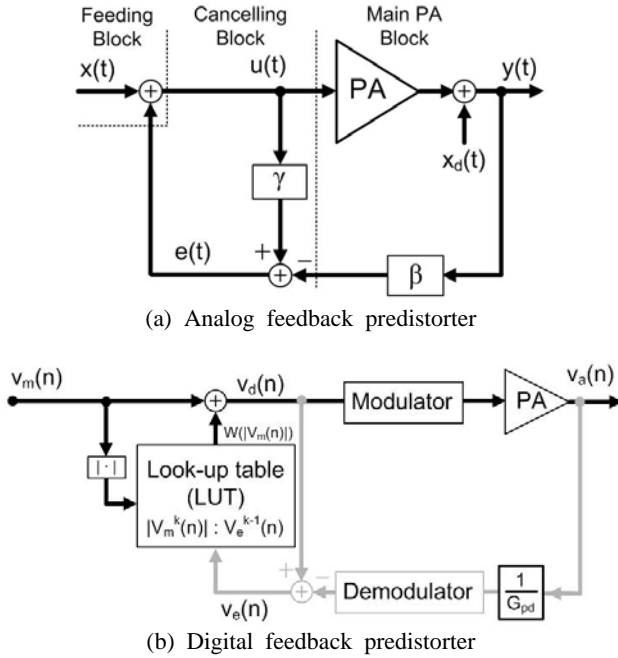 Feeding Block
Cancelling Block
Main PA Block
x(t)
u(t)
PA
y(t)
x_d(t)
γ
e(t)
+
−
β
(a) Analog feedback predistorter
v_m(n)
v_d(n)
Modulator
PA
v_a(n)
W(|V_m(n)|)
|·|
Look-up table
(LUT)
|V_m^k(n)| : V_e^{k-1}(n)
+
−
Demodulator
1/G_pd
v_e(n)
(b) Digital feedback predistorter